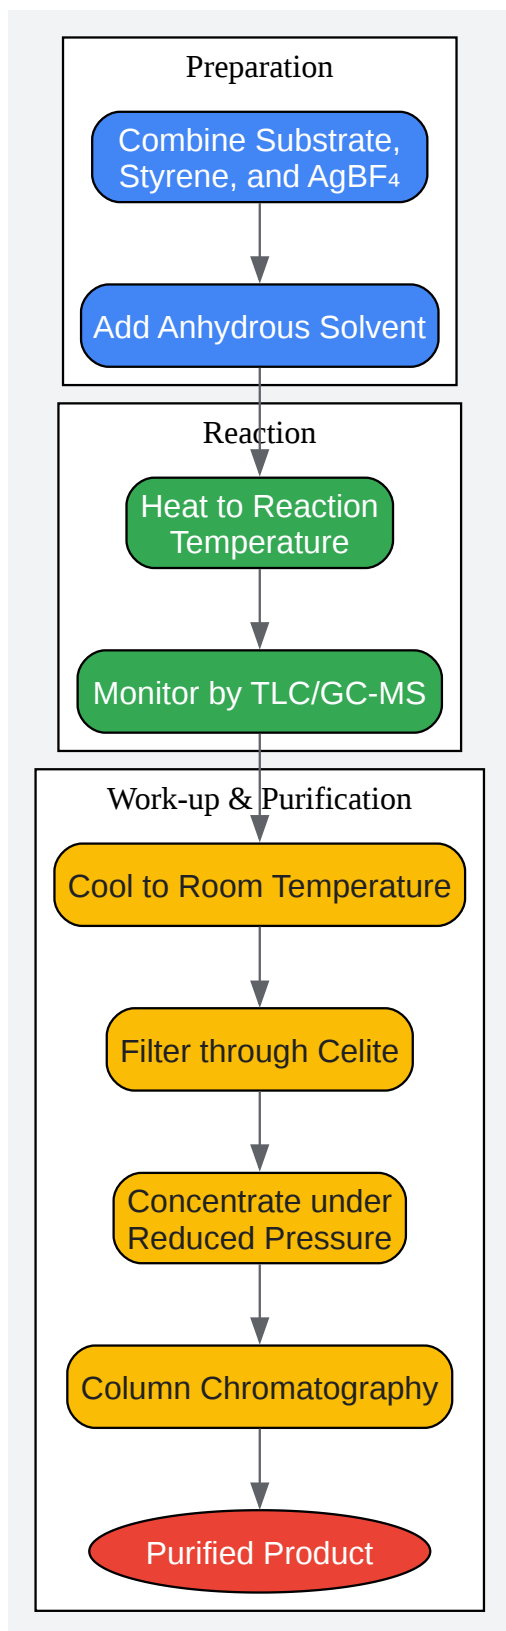 Preparation
Combine Substrate,
Styrene, and AgBF₄
Add Anhydrous Solvent
Reaction
Heat to Reaction
Temperature
Monitor by TLC/GC-MS
Work-up & Purification
Cool to Room Temperature
Filter through Celite
Concentrate under
Reduced Pressure
Column Chromatography
Purified Product